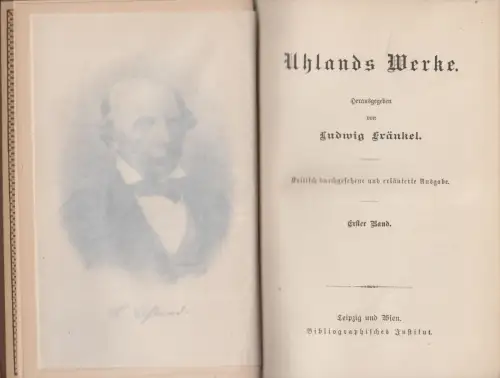 Uhlands Werke.
Herausgegeben
von
Ludwig Fränkel.
Kritisch durchgesehene und erläuterte Ausgabe.
Erster Band.
Leipzig und Wien.
Bibliographisches Institut.